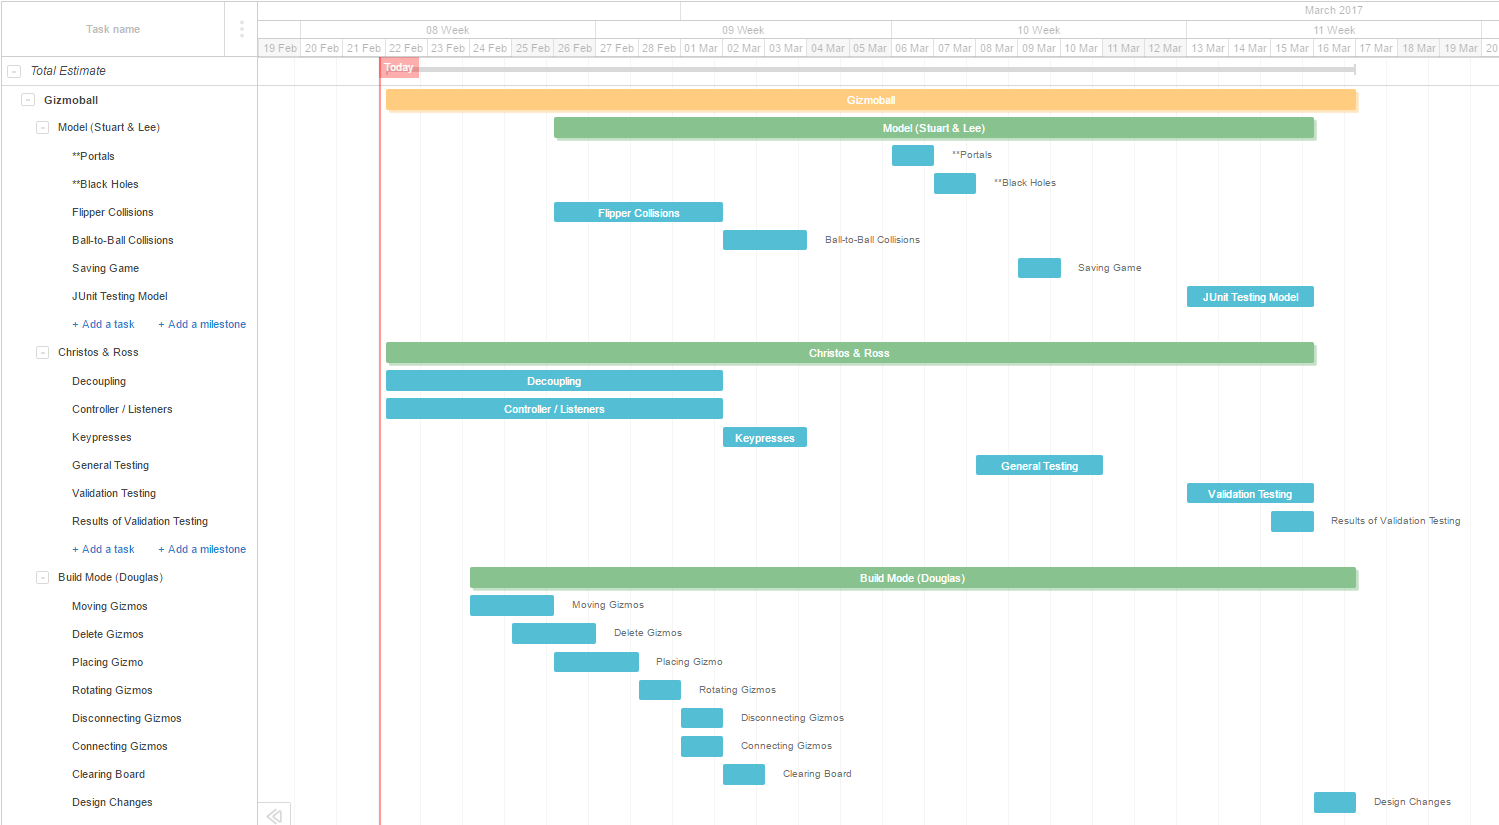 March 2017
Task name
08 Week 09 Week 10 Week 11 Week
19 Feb 20 Feb 21 Feb 22 Feb 23 Feb 24 Feb 25 Feb 26 Feb 27 Feb 28 Feb 01 Mar 02 Mar 03 Mar 04 Mar 05 Mar 06 Mar 07 Mar 08 Mar 09 Mar 10 Mar 11 Mar 12 Mar 13 Mar 14 Mar 15 Mar 16 Mar 17 Mar 18 Mar 19 Mar 20
Total Estimate Today
Gizmoball Gizmoball
Model (Stuart & Lee) Model (Stuart & Lee)
**Portals **Portals
**Black Holes **Black Holes
Flipper Collisions Flipper Collisions
Ball-to-Ball Collisions Ball-to-Ball Collisions
Saving Game Saving Game
JUnit Testing Model JUnit Testing Model
+ Add a task + Add a milestone
Christos & Ross Christos & Ross
Decoupling Decoupling
Controller / Listeners Controller / Listeners
Keypresses Keypresses
General Testing General Testing
Validation Testing Validation Testing
Results of Validation Testing Results of Validation Testing
+ Add a task + Add a milestone
Build Mode (Douglas) Build Mode (Douglas)
Moving Gizmos Moving Gizmos
Delete Gizmos Delete Gizmos
Placing Gizmo Placing Gizmo
Rotating Gizmos Rotating Gizmos
Disconnecting Gizmos Disconnecting Gizmos
Connecting Gizmos Connecting Gizmos
Clearing Board Clearing Board
Design Changes Design Changes